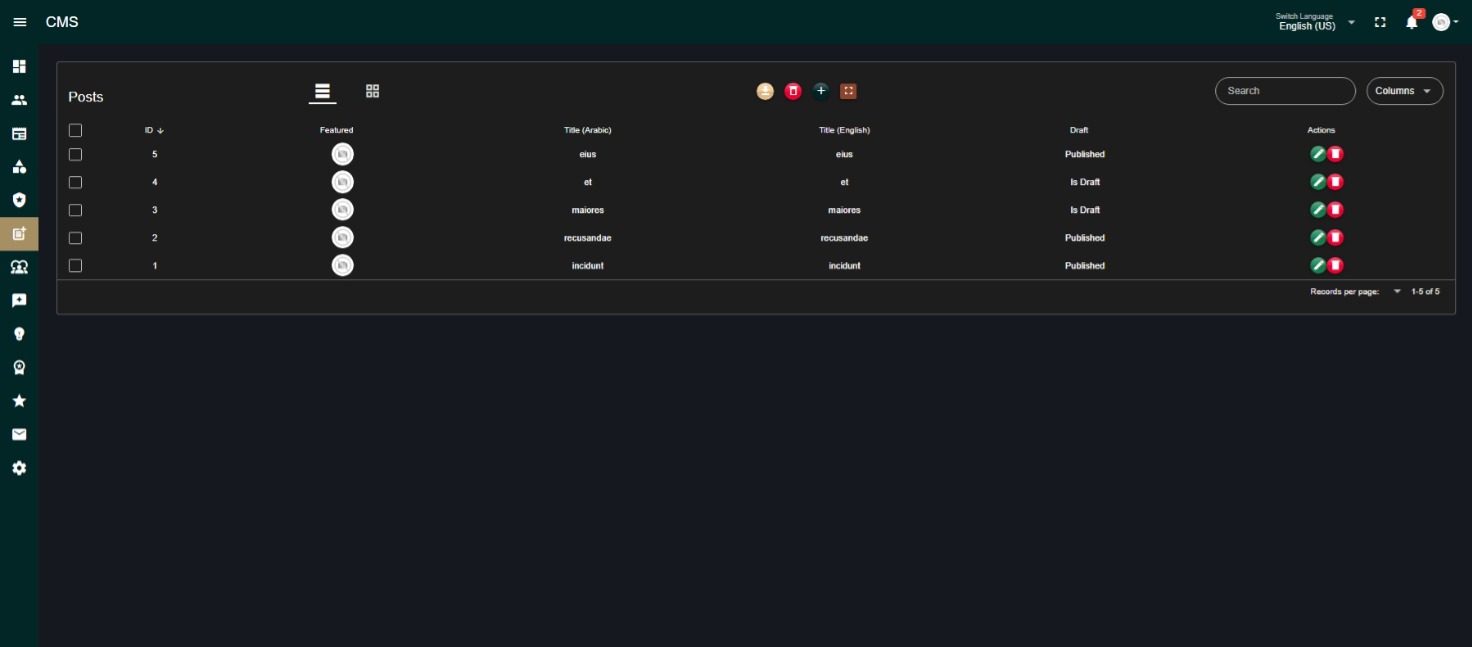 CMS
Switch Language
English (US)
2
Posts
Search
Columns
ID Featured Title (Arabic) Title (English) Draft Actions
5 eius eius Published
4 et et Is Draft
3 maiores maiores Is Draft
2 recusandae recusandae Published
1 incidunt incidunt Published
Records per page: 1-5 of 5